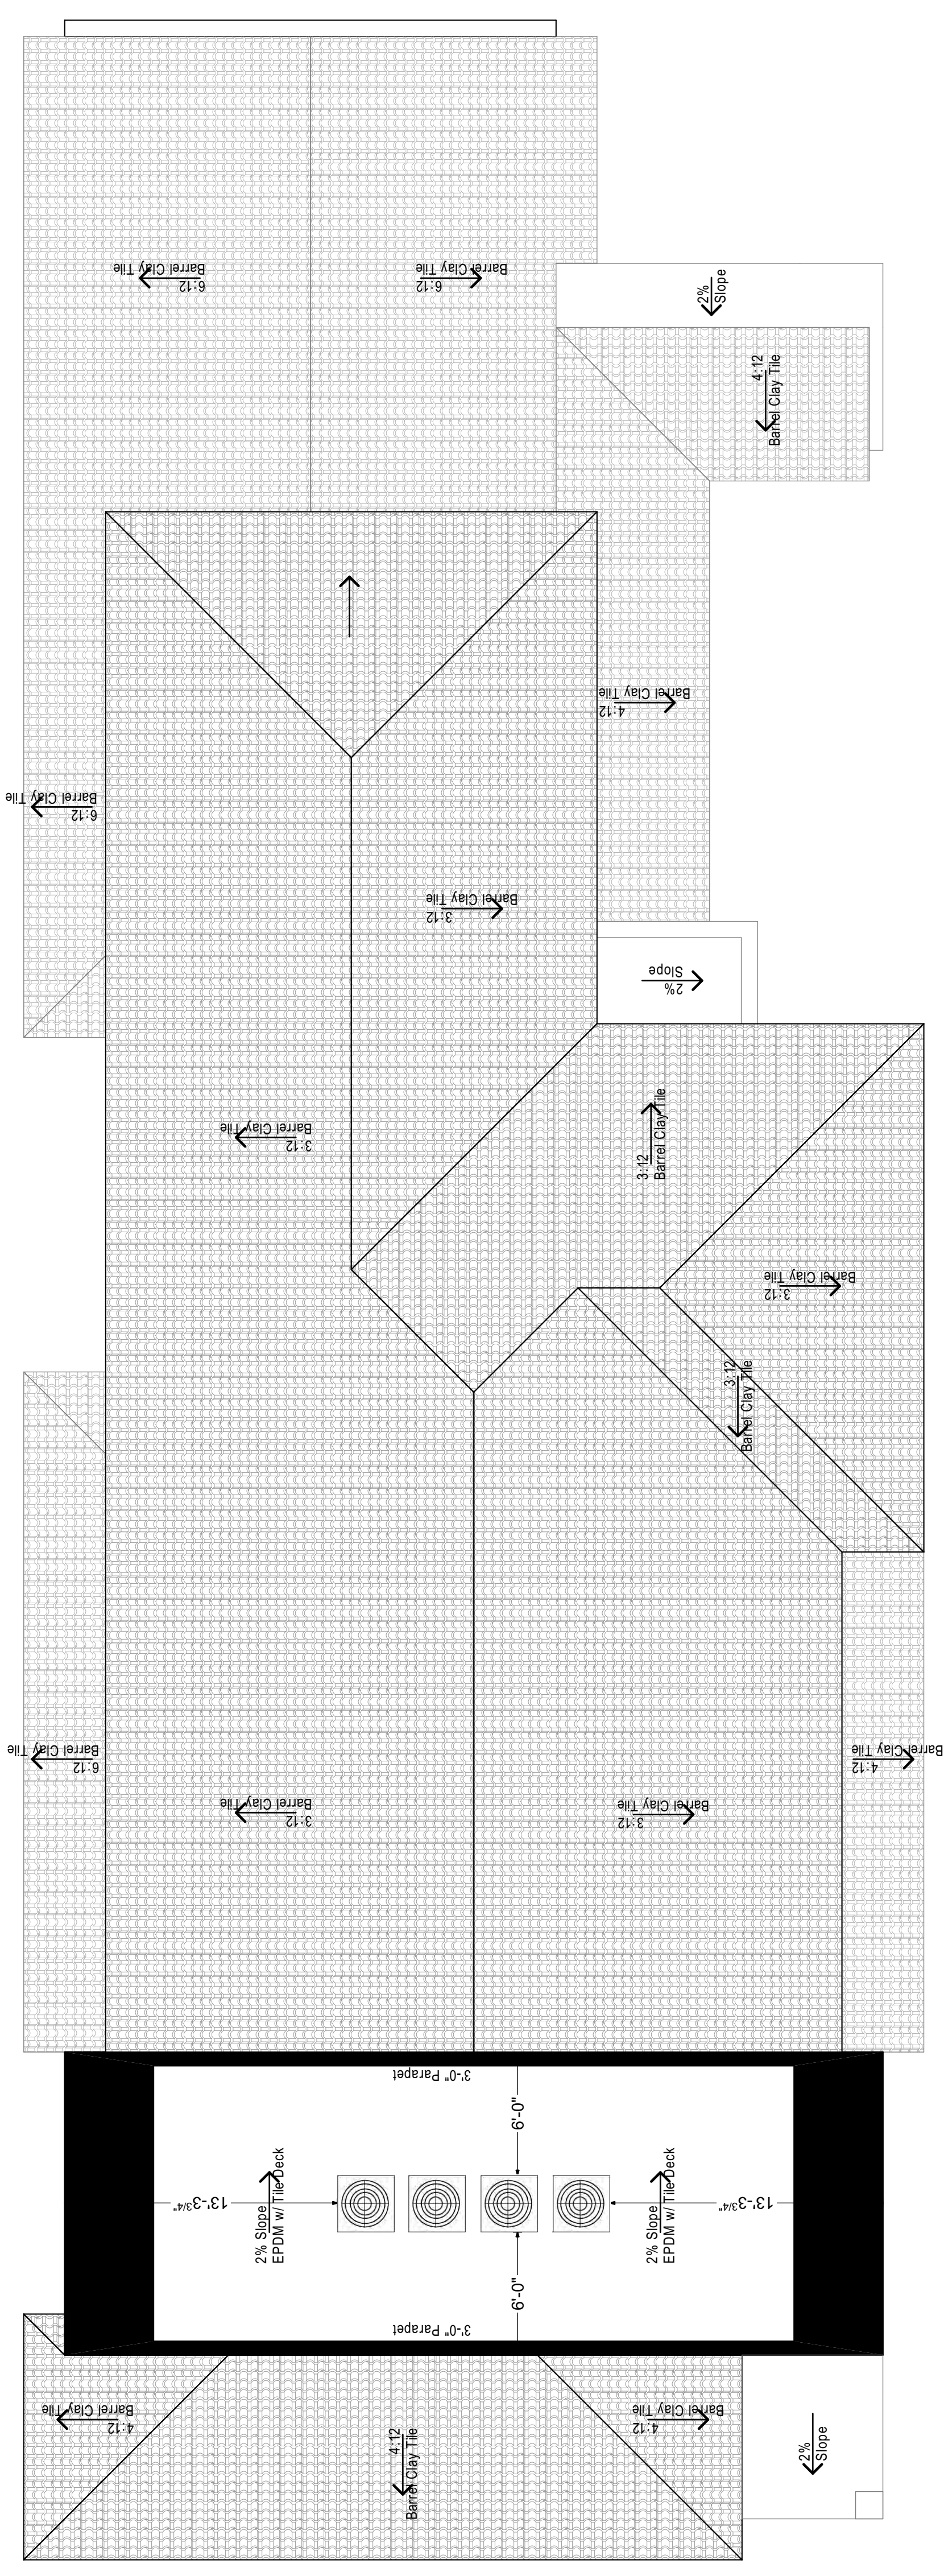 Barrel Clay Tile
6:12
Barrel Clay Tile
6:12
2%
Slope
4:12
Barrel Clay Tile
Barrel Clay Tile
4:12
Barrel Clay Tile
6:12
Barrel Clay Tile
3:12
Slope
2%
3:12
Barrel Clay Tile
Barrel Clay Tile
3:12
Barrel Clay Tile
3:12
3:12
Barrel Clay Tile
Barrel Clay Tile
6:12
Barrel Clay Tile
4:12
Barrel Clay Tile
3:12
Barrel Clay Tile
3:12
3'-0" Parapet
6'-0"
2% Slope
EPDM w/ Tile Deck
13'-3 3/4"
13'-3 3/4"
2% Slope
EPDM w/ Tile Deck
6'-0"
3'-0" Parapet
Barrel Clay Tile
4:12
4:12
Barrel Clay Tile
Barrel Clay Tile
4:12
2%
Slope